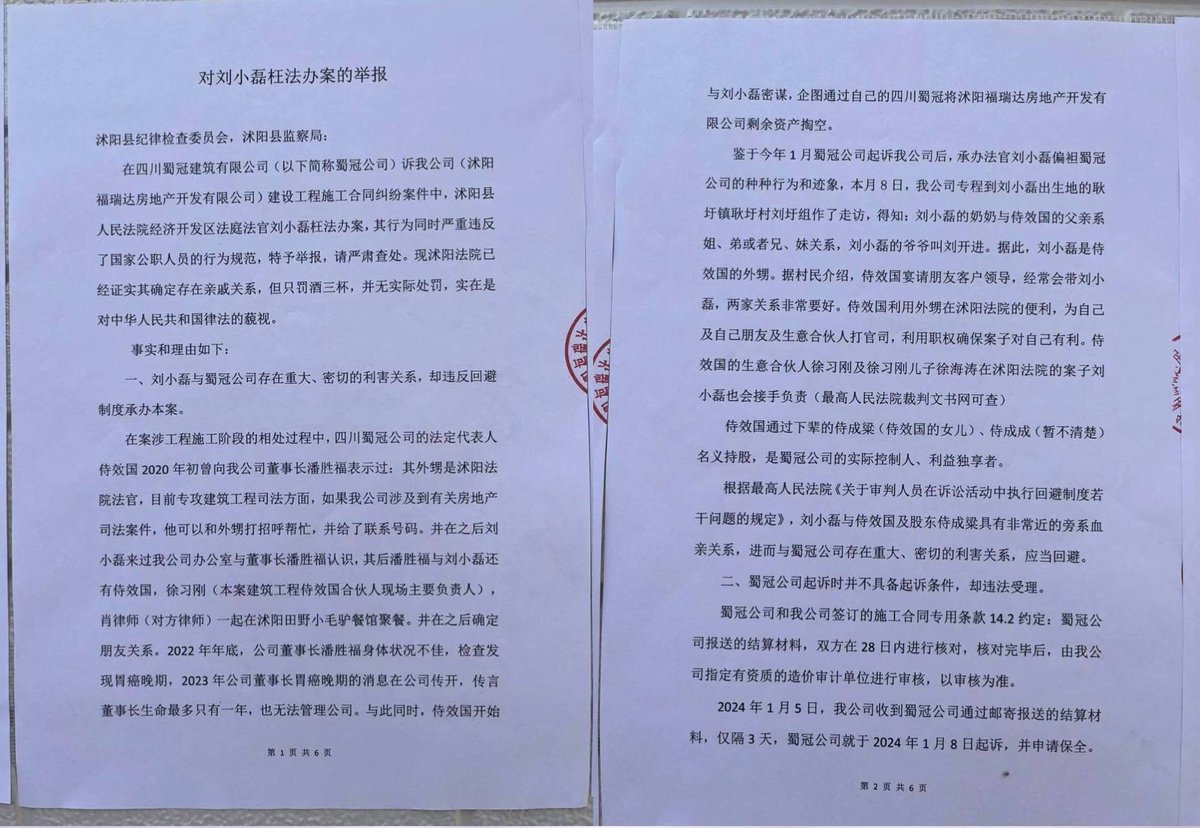 对刘小磊枉法办案的举报
沭阳县纪律检查委员会，沭阳县监察局：
在四川蜀冠建筑有限公司（以下简称蜀冠公司）诉我公司（沭阳
福瑞达房地产开发有限公司）建设工程施工合同纠纷案件中，沭阳县
人民法院经济开发区法庭法官刘小磊枉法办案，其行为同时严重违反
了国家公职人员的行为规范，特予举报，请严肃查处。现沭阳法院已
经证实其确定存在亲戚关系，但只罚酒三杯，并无实际处罚，实在是
对中华人民共和国律法的藐视。
事实和理由如下：
一、刘小磊与蜀冠公司存在重大、密切的利害关系，却违反回避
制度承办本案。
在案涉工程施工阶段的相处过程中，四川蜀冠公司的法定代表人
侍效国 2020 年初曾向我公司董事长潘胜福表示过：其外甥是沭阳法
院法官，目前专攻建筑工程司法方面，如果我公司涉及到有关房地产
司法案件，他可以和外甥打招呼帮忙，并给了联系号码。并在之后刘
小磊来过我公司办公室与董事长潘胜福认识，其后潘胜福与刘小磊还
有侍效国，徐习刚（本案建筑工程侍效国合伙人现场主要负责人），
肖律师（对方律师）一起在沭阳田野小毛驴餐馆聚餐。并在之后确定
朋友关系。2022 年年底，公司董事长潘胜福身体状况不佳，检查发
现胃癌晚期，2023 年公司董事长胃癌晚期的消息在公司传开，传言
董事长生命最多只有一年，也无法管理公司。与此同时，侍效国开始
第 1 页 共 6 页
与刘小磊密谋，企图通过自己的四川蜀冠将沭阳福瑞达房地产开发有
限公司剩余资产掏空。
鉴于今年 1 月蜀冠公司起诉我公司后，承办法官刘小磊偏袒蜀冠
公司的种种行为和迹象，本月 8 日，我公司专程到刘小磊出生地的耿
圩镇耿圩村刘圩组作了走访，得知：刘小磊的奶奶与侍效国的父亲系
姐、弟或者兄、妹关系，刘小磊的爷爷叫刘开进。据此，刘小磊是侍
效国的外甥。据村民介绍，侍效国宴请朋友客户领导，经常会带刘小
磊，两家关系非常要好。侍效国利用外甥在沭阳法院的便利，为自己
及自己朋友及生意合伙人打官司，利用职权确保案子对自己有利。侍
效国的生意合伙人徐习刚及徐习刚儿子徐海涛在沭阳法院的案子刘
小磊也会接手负责（最高人民法院裁判文书网可查）
侍效国通过下辈的侍成粱（侍效国的女儿）、侍成成（暂不清楚）
名义持股，是蜀冠公司的实际控制人、利益独享者。
根据最高人民法院《关于审判人员在诉讼活动中执行回避制度若
干问题的规定》，刘小磊与侍效国及股东侍成粱具有非常近的旁系血
亲关系，进而与蜀冠公司存在重大、密切的利害关系，应当回避。
二、蜀冠公司起诉时并不具备起诉条件，却违法受理。
蜀冠公司和我公司签订的施工合同专用条款 14.2 约定：蜀冠公
司报送的结算材料，双方在 28 日内进行核对，核对完毕后，由我公
司指定有资质的造价审计单位进行审核，以审核为准。
2024 年 1 月 5 日，我公司收到蜀冠公司通过邮寄报送的结算材
料，仅隔 3 天，蜀冠公司就于 2024 年 1 月 8 日起诉，并申请保全。
第 2 页 共 6 页